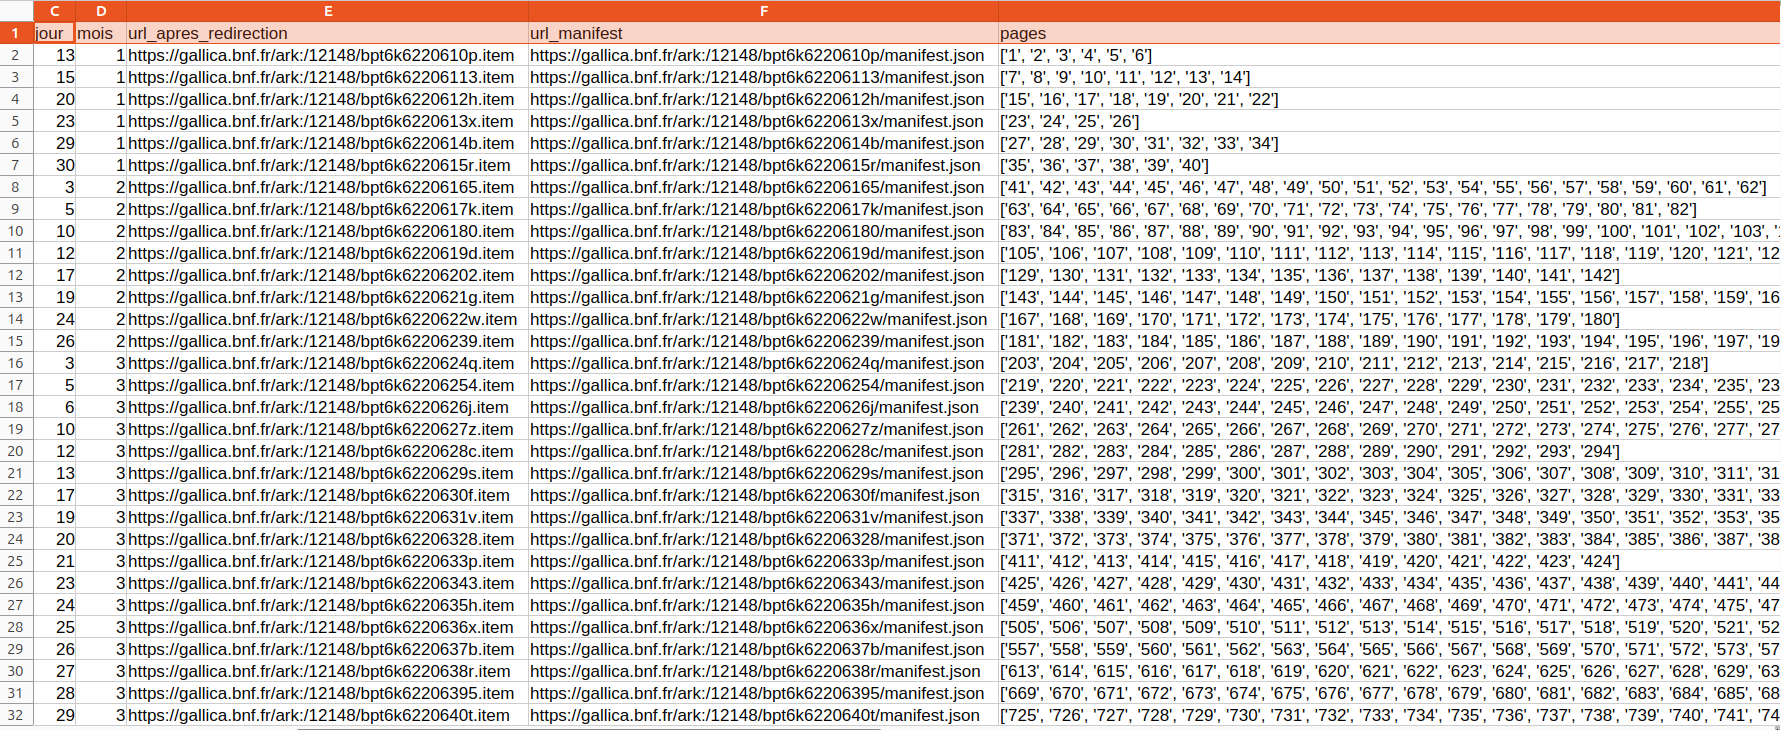 C D E F
1 jour mois url_apres_redirection url_manifest pages
2 13 1 https://gallica.bnf.fr/ark:/12148/bpt6k6220610p.item https://gallica.bnf.fr/ark:/12148/bpt6k6220610p/manifest.json ['1', '2', '3', '4', '5', '6']
3 15 1 https://gallica.bnf.fr/ark:/12148/bpt6k62206113.item https://gallica.bnf.fr/ark:/12148/bpt6k62206113/manifest.json ['7', '8', '9', '10', '11', '12', '13', '14']
4 20 1 https://gallica.bnf.fr/ark:/12148/bpt6k6220612h.item https://gallica.bnf.fr/ark:/12148/bpt6k6220612h/manifest.json ['15', '16', '17', '18', '19', '20', '21', '22']
5 23 1 https://gallica.bnf.fr/ark:/12148/bpt6k6220613x.item https://gallica.bnf.fr/ark:/12148/bpt6k6220613x/manifest.json ['23', '24', '25', '26']
6 29 1 https://gallica.bnf.fr/ark:/12148/bpt6k6220614b.item https://gallica.bnf.fr/ark:/12148/bpt6k6220614b/manifest.json ['27', '28', '29', '30', '31', '32', '33', '34']
7 30 1 https://gallica.bnf.fr/ark:/12148/bpt6k6220615r.item https://gallica.bnf.fr/ark:/12148/bpt6k6220615r/manifest.json ['35', '36', '37', '38', '39', '40']
8 3 2 https://gallica.bnf.fr/ark:/12148/bpt6k62206165.item https://gallica.bnf.fr/ark:/12148/bpt6k62206165/manifest.json ['41', '42', '43', '44', '45', '46', '47', '48', '49', '50', '51', '52', '53', '54', '55', '56', '57', '58', '59', '60', '61', '62']
9 5 2 https://gallica.bnf.fr/ark:/12148/bpt6k6220617k.item https://gallica.bnf.fr/ark:/12148/bpt6k6220617k/manifest.json ['63', '64', '65', '66', '67', '68', '69', '70', '71', '72', '73', '74', '75', '76', '77', '78', '79', '80', '81', '82']
10 10 2 https://gallica.bnf.fr/ark:/12148/bpt6k62206180.item https://gallica.bnf.fr/ark:/12148/bpt6k62206180/manifest.json ['83', '84', '85', '86', '87', '88', '89', '90', '91', '92', '93', '94', '95', '96', '97', '98', '99', '100', '101', '102', '103',
11 12 2 https://gallica.bnf.fr/ark:/12148/bpt6k6220619d.item https://gallica.bnf.fr/ark:/12148/bpt6k6220619d/manifest.json ['105', '106', '107', '108', '109', '110', '111', '112', '113', '114', '115', '116', '117', '118', '119', '120', '121', '12
12 17 2 https://gallica.bnf.fr/ark:/12148/bpt6k62206202.item https://gallica.bnf.fr/ark:/12148/bpt6k62206202/manifest.json ['129', '130', '131', '132', '133', '134', '135', '136', '137', '138', '139', '140', '141', '142']
13 19 2 https://gallica.bnf.fr/ark:/12148/bpt6k6220621g.item https://gallica.bnf.fr/ark:/12148/bpt6k6220621g/manifest.json ['143', '144', '145', '146', '147', '148', '149', '150', '151', '152', '153', '154', '155', '156', '157', '158', '159', '16
14 24 2 https://gallica.bnf.fr/ark:/12148/bpt6k6220622w.item https://gallica.bnf.fr/ark:/12148/bpt6k6220622w/manifest.json ['167', '168', '169', '170', '171', '172', '173', '174', '175', '176', '177', '178', '179', '180']
15 26 2 https://gallica.bnf.fr/ark:/12148/bpt6k62206239.item https://gallica.bnf.fr/ark:/12148/bpt6k62206239/manifest.json ['181', '182', '183', '184', '185', '186', '187', '188', '189', '190', '191', '192', '193', '194', '195', '196', '197', '19
16 3 3 https://gallica.bnf.fr/ark:/12148/bpt6k6220624q.item https://gallica.bnf.fr/ark:/12148/bpt6k6220624q/manifest.json ['203', '204', '205', '206', '207', '208', '209', '210', '211', '212', '213', '214', '215', '216', '217', '218']
17 5 3 https://gallica.bnf.fr/ark:/12148/bpt6k62206254.item https://gallica.bnf.fr/ark:/12148/bpt6k62206254/manifest.json ['219', '220', '221', '222', '223', '224', '225', '226', '227', '228', '229', '230', '231', '232', '233', '234', '235', '23
18 6 3 https://gallica.bnf.fr/ark:/12148/bpt6k6220626j.item https://gallica.bnf.fr/ark:/12148/bpt6k6220626j/manifest.json ['239', '240', '241', '242', '243', '244', '245', '246', '247', '248', '249', '250', '251', '252', '253', '254', '255', '25
19 10 3 https://gallica.bnf.fr/ark:/12148/bpt6k6220627z.item https://gallica.bnf.fr/ark:/12148/bpt6k6220627z/manifest.json ['261', '262', '263', '264', '265', '266', '267', '268', '269', '270', '271', '272', '273', '274', '275', '276', '277', '27
20 12 3 https://gallica.bnf.fr/ark:/12148/bpt6k6220628c.item https://gallica.bnf.fr/ark:/12148/bpt6k6220628c/manifest.json ['281', '282', '283', '284', '285', '286', '287', '288', '289', '290', '291', '292', '293', '294']
21 13 3 https://gallica.bnf.fr/ark:/12148/bpt6k6220629s.item https://gallica.bnf.fr/ark:/12148/bpt6k6220629s/manifest.json ['295', '296', '297', '298', '299', '300', '301', '302', '303', '304', '305', '306', '307', '308', '309', '310', '311', '31
22 17 3 https://gallica.bnf.fr/ark:/12148/bpt6k6220630f.item https://gallica.bnf.fr/ark:/12148/bpt6k6220630f/manifest.json ['315', '316', '317', '318', '319', '320', '321', '322', '323', '324', '325', '326', '327', '328', '329', '330', '331', '33
23 19 3 https://gallica.bnf.fr/ark:/12148/bpt6k6220631v.item https://gallica.bnf.fr/ark:/12148/bpt6k6220631v/manifest.json ['337', '338', '339', '340', '341', '342', '343', '344', '345', '346', '347', '348', '349', '350', '351', '352', '353', '35
24 20 3 https://gallica.bnf.fr/ark:/12148/bpt6k62206328.item https://gallica.bnf.fr/ark:/12148/bpt6k62206328/manifest.json ['371', '372', '373', '374', '375', '376', '377', '378', '379', '380', '381', '382', '383', '384', '385', '386', '387', '38
25 21 3 https://gallica.bnf.fr/ark:/12148/bpt6k6220633p.item https://gallica.bnf.fr/ark:/12148/bpt6k6220633p/manifest.json ['411', '412', '413', '414', '415', '416', '417', '418', '419', '420', '421', '422', '423', '424']
26 23 3 https://gallica.bnf.fr/ark:/12148/bpt6k62206343.item https://gallica.bnf.fr/ark:/12148/bpt6k62206343/manifest.json ['425', '426', '427', '428', '429', '430', '431', '432', '433', '434', '435', '436', '437', '438', '439', '440', '441', '44
27 24 3 https://gallica.bnf.fr/ark:/12148/bpt6k6220635h.item https://gallica.bnf.fr/ark:/12148/bpt6k6220635h/manifest.json ['459', '460', '461', '462', '463', '464', '465', '466', '467', '468', '469', '470', '471', '472', '473', '474', '475', '47
28 25 3 https://gallica.bnf.fr/ark:/12148/bpt6k6220636x.item https://gallica.bnf.fr/ark:/12148/bpt6k6220636x/manifest.json ['505', '506', '507', '508', '509', '510', '511', '512', '513', '514', '515', '516', '517', '518', '519', '520', '521', '52
29 26 3 https://gallica.bnf.fr/ark:/12148/bpt6k6220637b.item https://gallica.bnf.fr/ark:/12148/bpt6k6220637b/manifest.json ['557', '558', '559', '560', '561', '562', '563', '564', '565', '566', '567', '568', '569', '570', '571', '572', '573', '57
30 27 3 https://gallica.bnf.fr/ark:/12148/bpt6k6220638r.item https://gallica.bnf.fr/ark:/12148/bpt6k6220638r/manifest.json ['613', '614', '615', '616', '617', '618', '619', '620', '621', '622', '623', '624', '625', '626', '627', '628', '629', '63
31 28 3 https://gallica.bnf.fr/ark:/12148/bpt6k62206395.item https://gallica.bnf.fr/ark:/12148/bpt6k62206395/manifest.json ['669', '670', '671', '672', '673', '674', '675', '676', '677', '678', '679', '680', '681', '682', '683', '684', '685', '68
32 29 3 https://gallica.bnf.fr/ark:/12148/bpt6k6220640t.item https://gallica.bnf.fr/ark:/12148/bpt6k6220640t/manifest.json ['725', '726', '727', '728', '729', '730', '731', '732', '733', '734', '735', '736', '737', '738', '739', '740', '741', '74